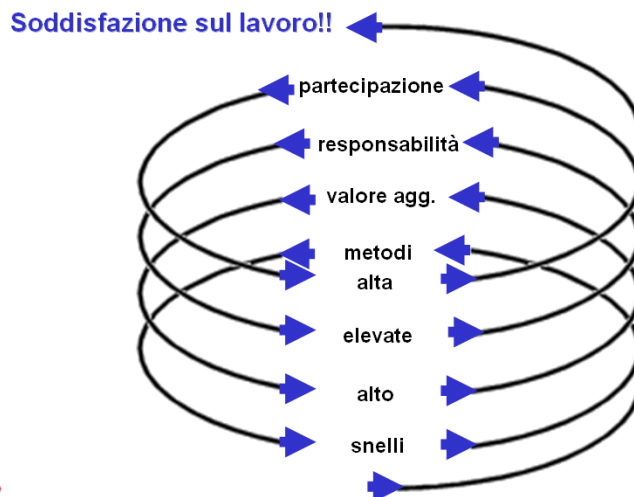 Soddisfazione sul lavoro!!
partecipazione
responsabilità
valore agg.
metodi
alta
elevate
alto
snelli